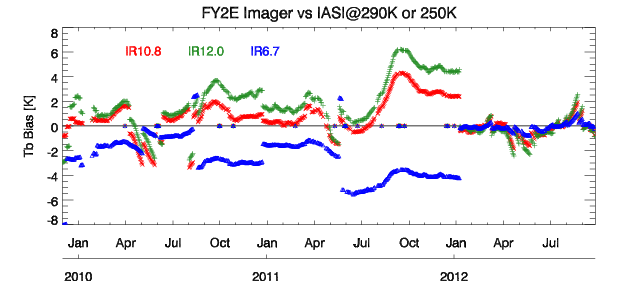 FY2E Imager vs IASI@290K or 250K
IR10.8 IR12.0 IR6.7
Tb Bias [K]
8
6
4
2
0
-2
-4
-6
-8
Jan Apr Jul Oct Jan Apr Jul Oct Jan Apr Jul
2010 2011 2012